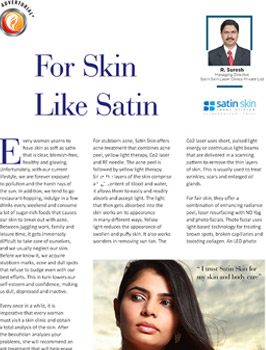 ADVERTORIAL
R. Suresh
Managing Director
Satin Skin Laser Clinics Private Ltd
satin skin
For Skin
Like Satin
Every woman yearns to
have skin as soft as satin
that is clear, blemish-free,
healthy and glowing.
Unfortunately, with our current
lifestyle, we are forever exposed
to pollution and the harsh rays of
the sun. In addition, we tend to go
restaurant-hopping, indulge in a few
drinks every weekend and consume
a lot of sugar-rich foods that causes
our skin to break out with acne.
Between juggling work, family and
leisure time, it gets immensely
difficult to take care of ourselves,
and we usually neglect our skin.
Before we know it, we acquire
stubborn marks, acne and dull spots
that refuse to budge even with our
best efforts. This in turn lowers our
self-esteem and confidence, making
us dull, depressed and inactive.
Every once in a while, it is
imperative that every woman
must visit a skin clinic and obtain
a total analysis of the skin. After
the beautician analyses your
problems, she will recommend an
apt treatment that will help erase
For stubborn acne, Satin Skin offers
acne treatment that combines acne
peel, yellow light therapy, Co2 laser
and RF needle. The acne peel is
followed by yellow light therapy.
layers of the skin comprise
content of blood and water,
it allows them to easily and readily
absorb and accept light. The light
that then gets absorbed into the
skin works on its appearance
in many different ways. Yellow
light reduces the appearance of
swollen and puffy skin. It also works
wonders in removing sun tan. The
Co2 laser uses short, pulsed light
energy or continuous light beams
that are delivered in a scanning
pattern to remove the thin layers
of skin. This is usually used to treat
wrinkles, scars and enlarged oil
glands.
For fair skin, they offer a
combination of enhancing radiance
peel, laser resurfacing with ND Yag
and photo facials. Photo facial uses
light-based technology for treating
brown spots, broken capillaries and
boosting collagen. An LED photo
"I trust Satin Skin for
my skin and body care"